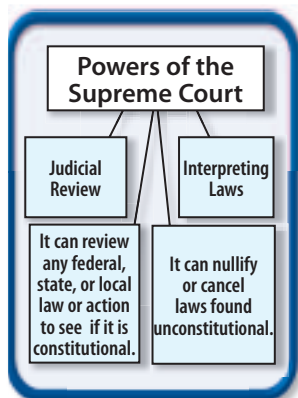 Powers of the
Supreme Court
Judicial
Review
Interpreting
Laws
It can review
any federal,
state, or local
law or action
to see if it is
constitutional.
It can nullify
or cancel
laws found
unconstitutional.